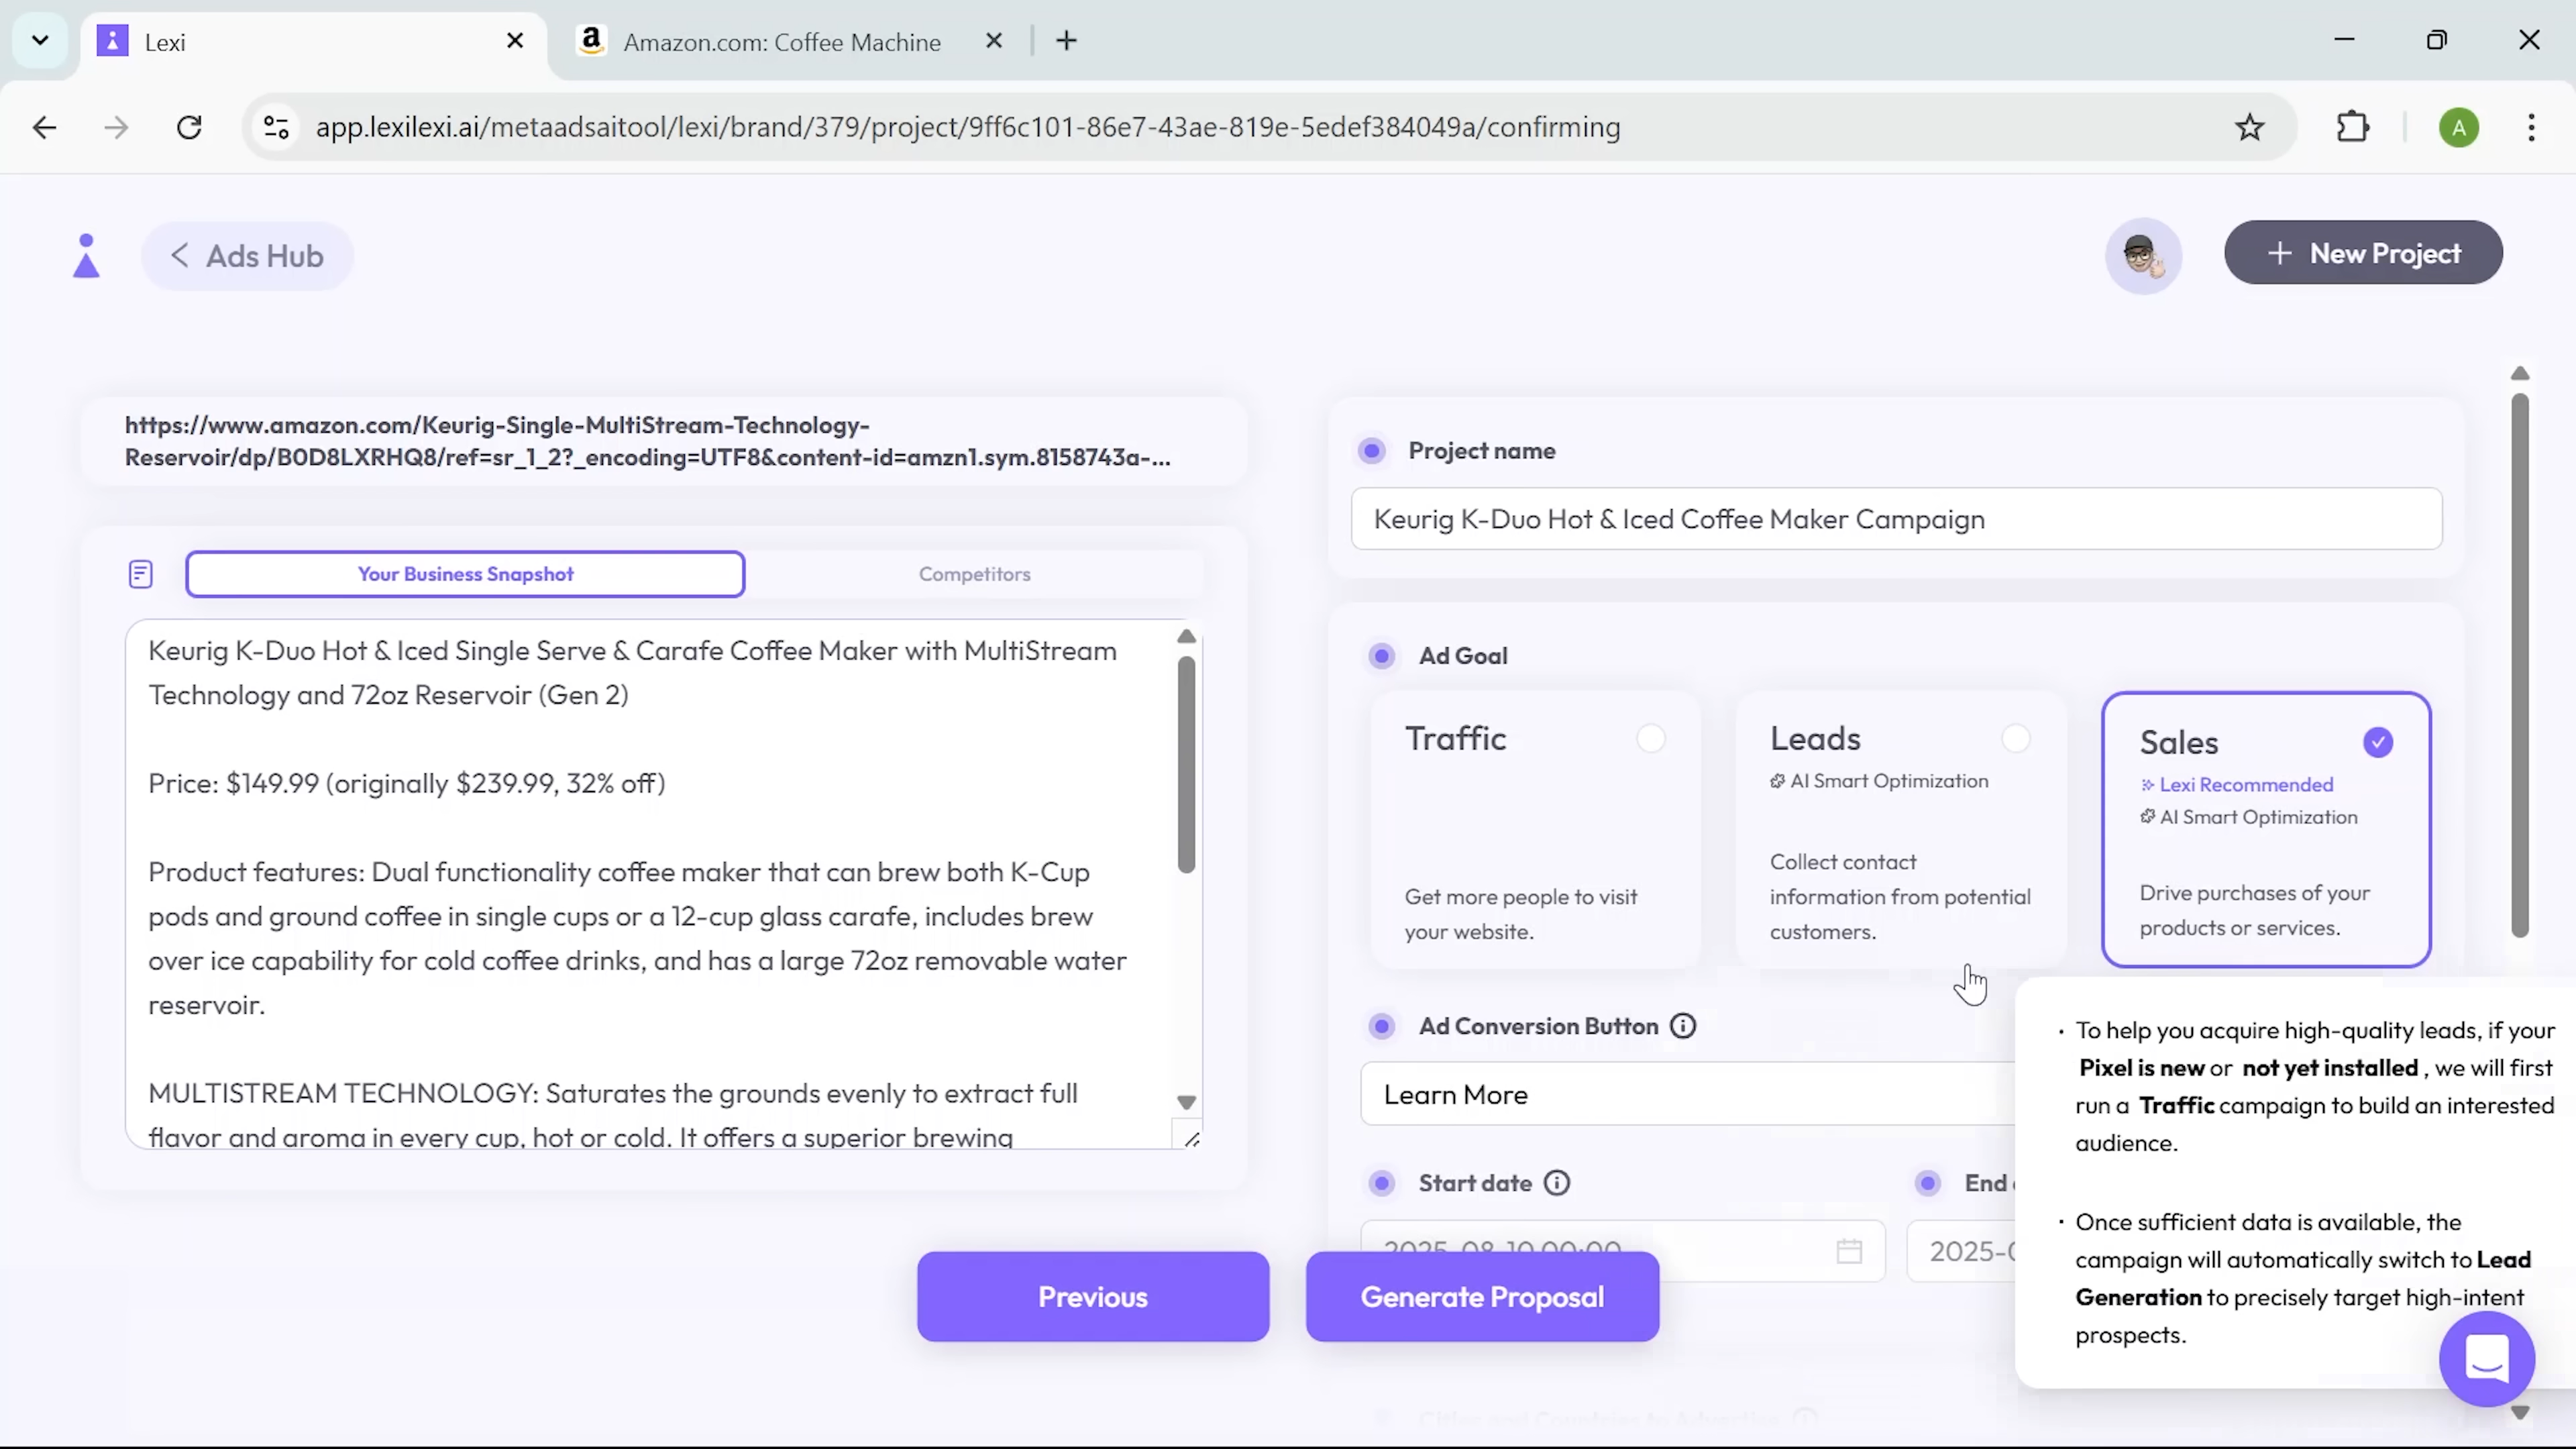 Lexi
Amazon.com: Coffee Machine
app.lexilexi.ai/metaadsaitool/lexi/brand/379/project/9ff6c101-86e7-43ae-819e-5edef384049a/confirming
A
Ads Hub
New Project
https://www.amazon.com/Keurig-Single-MultiStream-Technology-
Reservoir/dp/B0D8LXRHQ8/ref=sr_1_2?_encoding=UTF8&content-id=amzn1.sym.8158743a-...
Your Business Snapshot
Competitors
Keurig K-Duo Hot & Iced Single Serve & Carafe Coffee Maker with MultiStream
Technology and 72oz Reservoir (Gen 2)
Price: $149.99 (originally $239.99, 32% off)
Product features: Dual functionality coffee maker that can brew both K-Cup
pods and ground coffee in single cups or a 12-cup glass carafe, includes brew
over ice capability for cold coffee drinks, and has a large 72oz removable water
reservoir.
MULTISTREAM TECHNOLOGY: Saturates the grounds evenly to extract full
flavor and aroma in every cup, hot or cold. It offers a superior brewing
Project name
Keurig K-Duo Hot & Iced Coffee Maker Campaign
Ad Goal
Traffic
Get more people to visit
your website.
Leads
AI Smart Optimization
Collect contact
information from potential
customers.
Sales
Lexi Recommended
AI Smart Optimization
Drive purchases of your
products or services.
Ad Conversion Button
Learn More
Start date
End
2025-08-10 00:00
2025-0
· To help you acquire high-quality leads, if your
Pixel is new or not yet installed , we will first
run a Traffic campaign to build an interested
audience.
· Once sufficient data is available, the
campaign will automatically switch to Lead
Generation to precisely target high-intent
prospects.
Previous
Generate Proposal